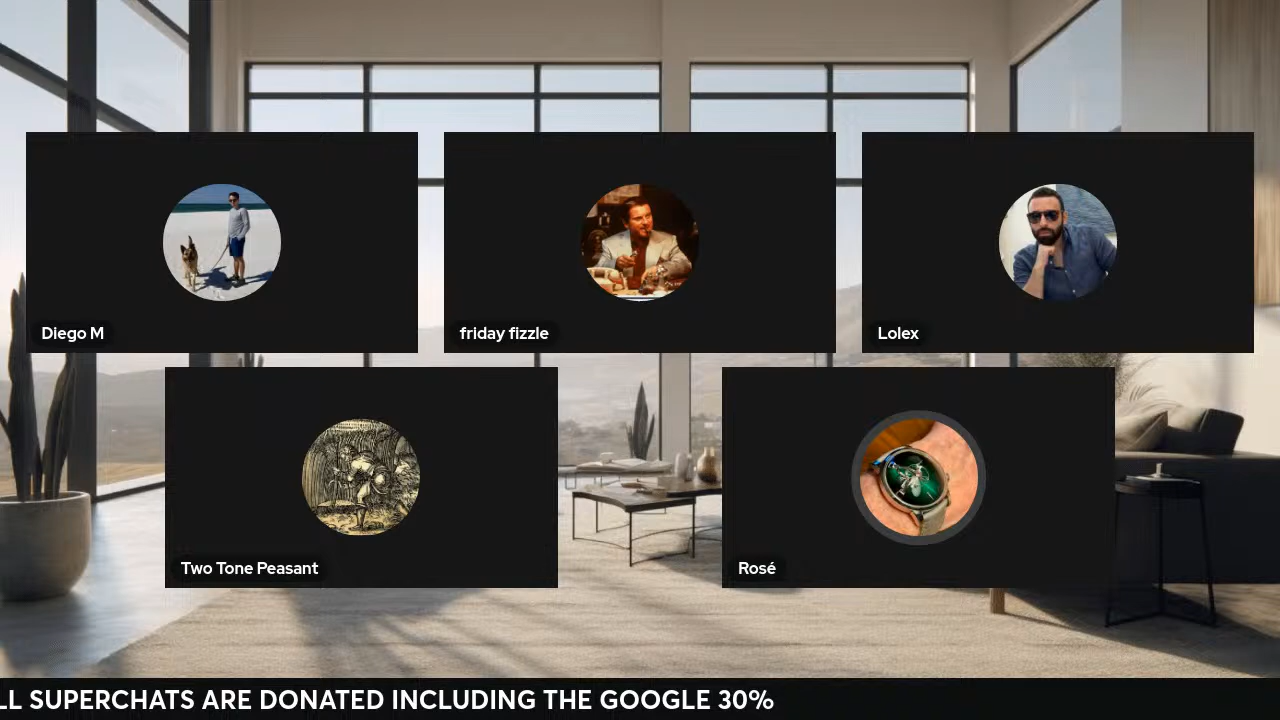 Diego M
friday fizzle
Lolex
Two Tone Peasant
Rosé
LL SUPERCHATS ARE DONATED INCLUDING THE GOOGLE 30%